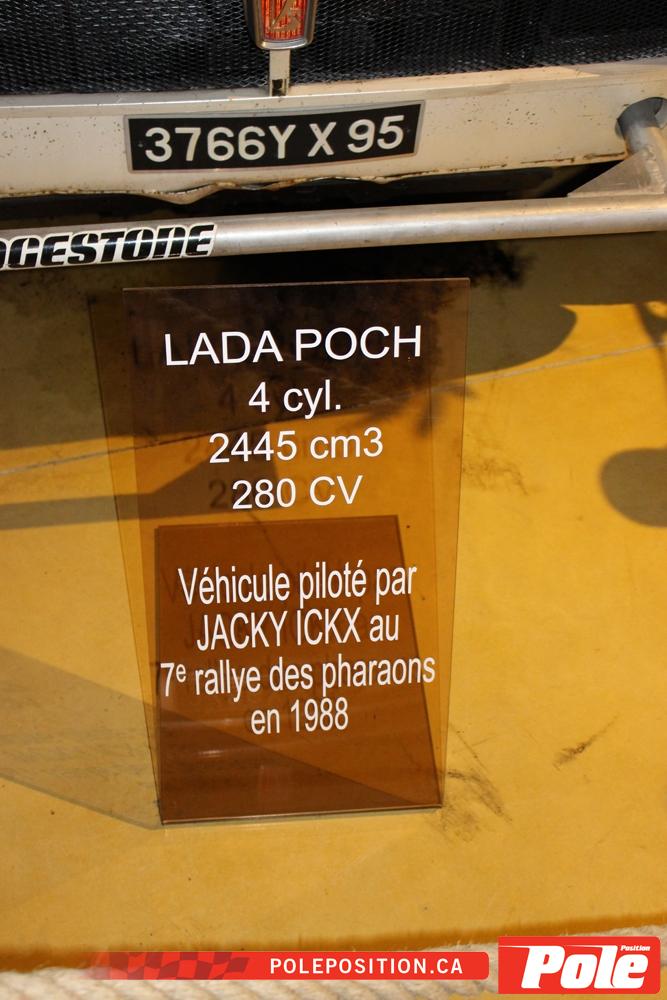 3766Y X 95
DGESTONE
LADA POCH
4 cyl.
2445 cm3
280 CV
Véhicule piloté par
JACKY ICKX au
7e rallye des pharaons
en 1988
POLEPOSITION.CA
Pole
Position